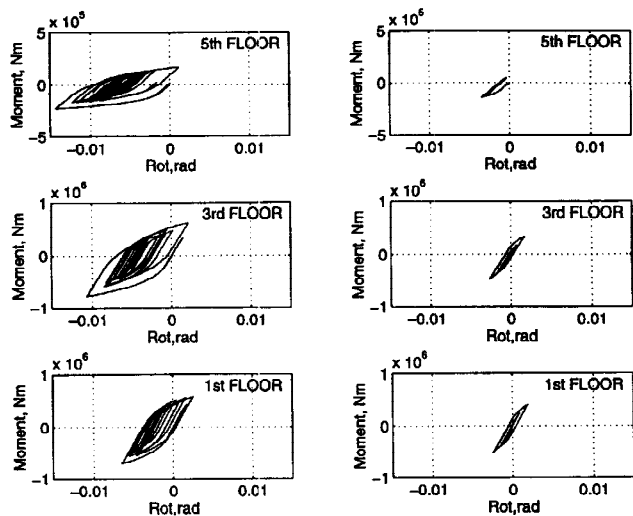 x 10^5
5th FLOOR
Moment, Nm
5
0
−5
−0.01 0 0.01
Rot,rad
x 10^6
5th FLOOR
Moment, Nm
5
0
−5
−0.01 0 0.01
Rot,rad
x 10^6
3rd FLOOR
Moment, Nm
1
0
−1
−0.01 0 0.01
Rot,rad
x 10^6
3rd FLOOR
Moment, Nm
1
0
−1
−0.01 0 0.01
Rot,rad
x 10^6
1st FLOOR
Moment, Nm
1
0
−1
−0.01 0 0.01
Rot,rad
x 10^6
1st FLOOR
Moment, Nm
1
0
−1
−0.01 0 0.01
Rot,rad